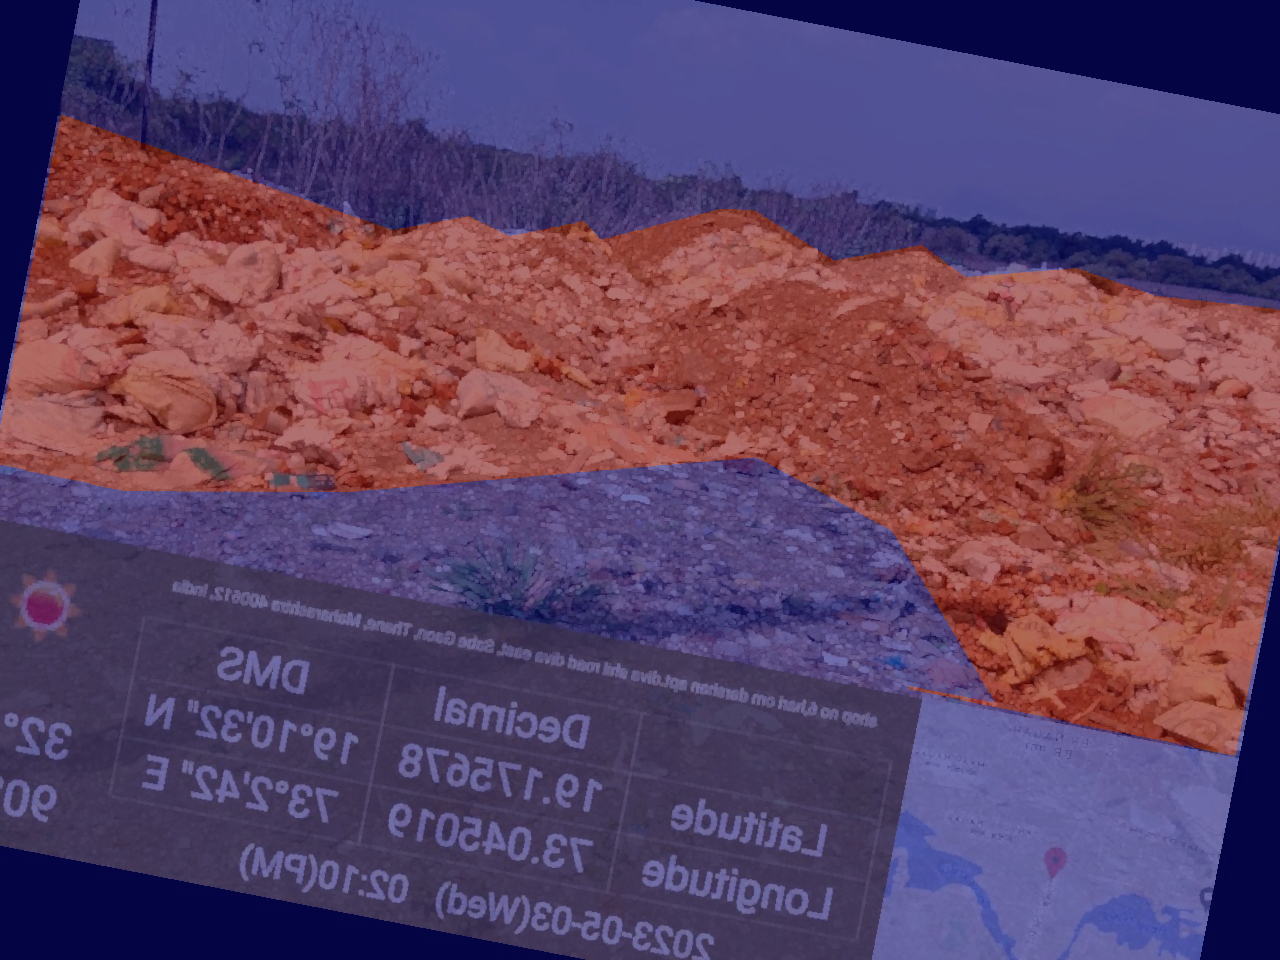 shop no 6,hari om darshan apt,diva shil road diva east, Sabe Gaon, Thane, Maharashtra 400612, India
Decimal DMS
Latitude 19.175678 19°10'32" N
Longitude 73.045019 73°2'42" E
2023-05-03(Wed) 02:10(PM)
32°
90°